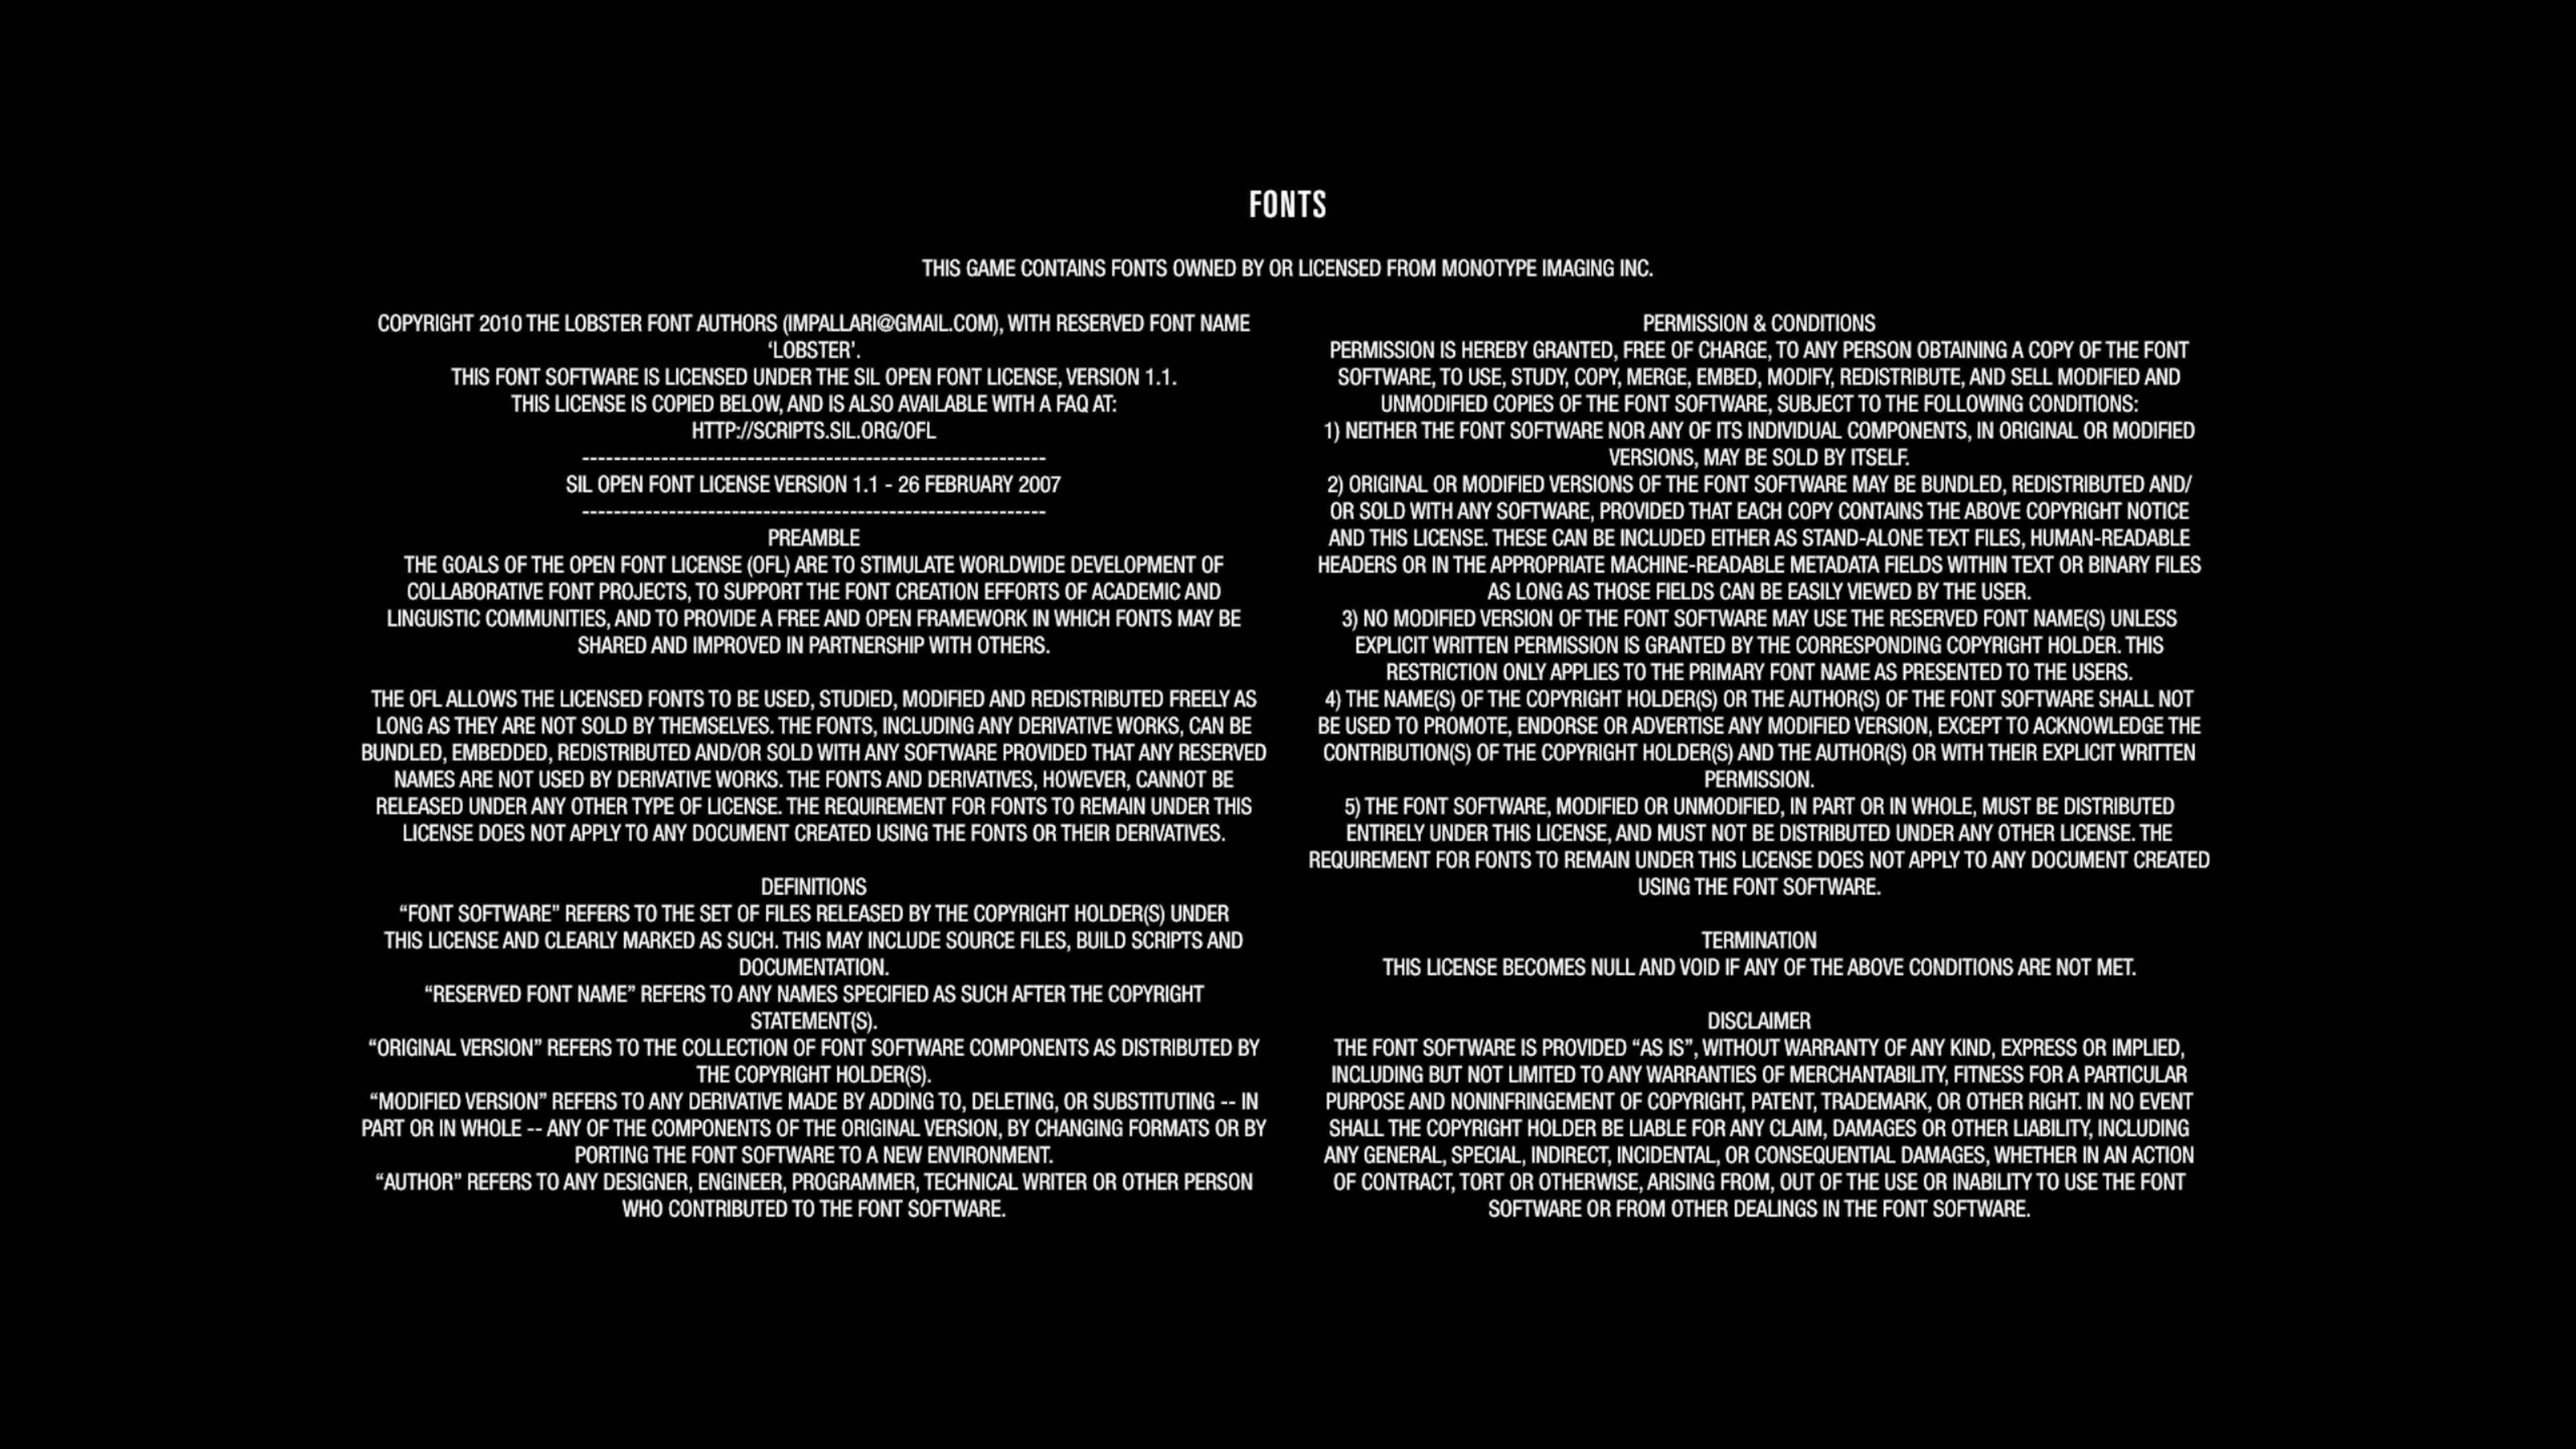 FONTS
THIS GAME CONTAINS FONTS OWNED BY OR LICENSED FROM MONOTYPE IMAGING INC.
COPYRIGHT 2010 THE LOBSTER FONT AUTHORS (IMPALLARI@GMAIL.COM), WITH RESERVED FONT NAME
‘LOBSTER’.
THIS FONT SOFTWARE IS LICENSED UNDER THE SIL OPEN FONT LICENSE, VERSION 1.1.
THIS LICENSE IS COPIED BELOW, AND IS ALSO AVAILABLE WITH A FAQ AT:
HTTP://SCRIPTS.SIL.ORG/OFL
-----------------------------------------------------------
SIL OPEN FONT LICENSE VERSION 1.1 - 26 FEBRUARY 2007
-----------------------------------------------------------
PREAMBLE
THE GOALS OF THE OPEN FONT LICENSE (OFL) ARE TO STIMULATE WORLDWIDE DEVELOPMENT OF
COLLABORATIVE FONT PROJECTS, TO SUPPORT THE FONT CREATION EFFORTS OF ACADEMIC AND
LINGUISTIC COMMUNITIES, AND TO PROVIDE A FREE AND OPEN FRAMEWORK IN WHICH FONTS MAY BE
SHARED AND IMPROVED IN PARTNERSHIP WITH OTHERS.
THE OFL ALLOWS THE LICENSED FONTS TO BE USED, STUDIED, MODIFIED AND REDISTRIBUTED FREELY AS
LONG AS THEY ARE NOT SOLD BY THEMSELVES. THE FONTS, INCLUDING ANY DERIVATIVE WORKS, CAN BE
BUNDLED, EMBEDDED, REDISTRIBUTED AND/OR SOLD WITH ANY SOFTWARE PROVIDED THAT ANY RESERVED
NAMES ARE NOT USED BY DERIVATIVE WORKS. THE FONTS AND DERIVATIVES, HOWEVER, CANNOT BE
RELEASED UNDER ANY OTHER TYPE OF LICENSE. THE REQUIREMENT FOR FONTS TO REMAIN UNDER THIS
LICENSE DOES NOT APPLY TO ANY DOCUMENT CREATED USING THE FONTS OR THEIR DERIVATIVES.
DEFINITIONS
“FONT SOFTWARE” REFERS TO THE SET OF FILES RELEASED BY THE COPYRIGHT HOLDER(S) UNDER
THIS LICENSE AND CLEARLY MARKED AS SUCH. THIS MAY INCLUDE SOURCE FILES, BUILD SCRIPTS AND
DOCUMENTATION.
“RESERVED FONT NAME” REFERS TO ANY NAMES SPECIFIED AS SUCH AFTER THE COPYRIGHT
STATEMENT(S).
“ORIGINAL VERSION” REFERS TO THE COLLECTION OF FONT SOFTWARE COMPONENTS AS DISTRIBUTED BY
THE COPYRIGHT HOLDER(S).
“MODIFIED VERSION” REFERS TO ANY DERIVATIVE MADE BY ADDING TO, DELETING, OR SUBSTITUTING -- IN
PART OR IN WHOLE -- ANY OF THE COMPONENTS OF THE ORIGINAL VERSION, BY CHANGING FORMATS OR BY
PORTING THE FONT SOFTWARE TO A NEW ENVIRONMENT.
“AUTHOR” REFERS TO ANY DESIGNER, ENGINEER, PROGRAMMER, TECHNICAL WRITER OR OTHER PERSON
WHO CONTRIBUTED TO THE FONT SOFTWARE.
PERMISSION & CONDITIONS
PERMISSION IS HEREBY GRANTED, FREE OF CHARGE, TO ANY PERSON OBTAINING A COPY OF THE FONT
SOFTWARE, TO USE, STUDY, COPY, MERGE, EMBED, MODIFY, REDISTRIBUTE, AND SELL MODIFIED AND
UNMODIFIED COPIES OF THE FONT SOFTWARE, SUBJECT TO THE FOLLOWING CONDITIONS:
1) NEITHER THE FONT SOFTWARE NOR ANY OF ITS INDIVIDUAL COMPONENTS, IN ORIGINAL OR MODIFIED
VERSIONS, MAY BE SOLD BY ITSELF.
2) ORIGINAL OR MODIFIED VERSIONS OF THE FONT SOFTWARE MAY BE BUNDLED, REDISTRIBUTED AND/
OR SOLD WITH ANY SOFTWARE, PROVIDED THAT EACH COPY CONTAINS THE ABOVE COPYRIGHT NOTICE
AND THIS LICENSE. THESE CAN BE INCLUDED EITHER AS STAND-ALONE TEXT FILES, HUMAN-READABLE
HEADERS OR IN THE APPROPRIATE MACHINE-READABLE METADATA FIELDS WITHIN TEXT OR BINARY FILES
AS LONG AS THOSE FIELDS CAN BE EASILY VIEWED BY THE USER.
3) NO MODIFIED VERSION OF THE FONT SOFTWARE MAY USE THE RESERVED FONT NAME(S) UNLESS
EXPLICIT WRITTEN PERMISSION IS GRANTED BY THE CORRESPONDING COPYRIGHT HOLDER. THIS
RESTRICTION ONLY APPLIES TO THE PRIMARY FONT NAME AS PRESENTED TO THE USERS.
4) THE NAME(S) OF THE COPYRIGHT HOLDER(S) OR THE AUTHOR(S) OF THE FONT SOFTWARE SHALL NOT
BE USED TO PROMOTE, ENDORSE OR ADVERTISE ANY MODIFIED VERSION, EXCEPT TO ACKNOWLEDGE THE
CONTRIBUTION(S) OF THE COPYRIGHT HOLDER(S) AND THE AUTHOR(S) OR WITH THEIR EXPLICIT WRITTEN
PERMISSION.
5) THE FONT SOFTWARE, MODIFIED OR UNMODIFIED, IN PART OR IN WHOLE, MUST BE DISTRIBUTED
ENTIRELY UNDER THIS LICENSE, AND MUST NOT BE DISTRIBUTED UNDER ANY OTHER LICENSE. THE
REQUIREMENT FOR FONTS TO REMAIN UNDER THIS LICENSE DOES NOT APPLY TO ANY DOCUMENT CREATED
USING THE FONT SOFTWARE.
TERMINATION
THIS LICENSE BECOMES NULL AND VOID IF ANY OF THE ABOVE CONDITIONS ARE NOT MET.
DISCLAIMER
THE FONT SOFTWARE IS PROVIDED “AS IS”, WITHOUT WARRANTY OF ANY KIND, EXPRESS OR IMPLIED,
INCLUDING BUT NOT LIMITED TO ANY WARRANTIES OF MERCHANTABILITY, FITNESS FOR A PARTICULAR
PURPOSE AND NONINFRINGEMENT OF COPYRIGHT, PATENT, TRADEMARK, OR OTHER RIGHT. IN NO EVENT
SHALL THE COPYRIGHT HOLDER BE LIABLE FOR ANY CLAIM, DAMAGES OR OTHER LIABILITY, INCLUDING
ANY GENERAL, SPECIAL, INDIRECT, INCIDENTAL, OR CONSEQUENTIAL DAMAGES, WHETHER IN AN ACTION
OF CONTRACT, TORT OR OTHERWISE, ARISING FROM, OUT OF THE USE OR INABILITY TO USE THE FONT
SOFTWARE OR FROM OTHER DEALINGS IN THE FONT SOFTWARE.